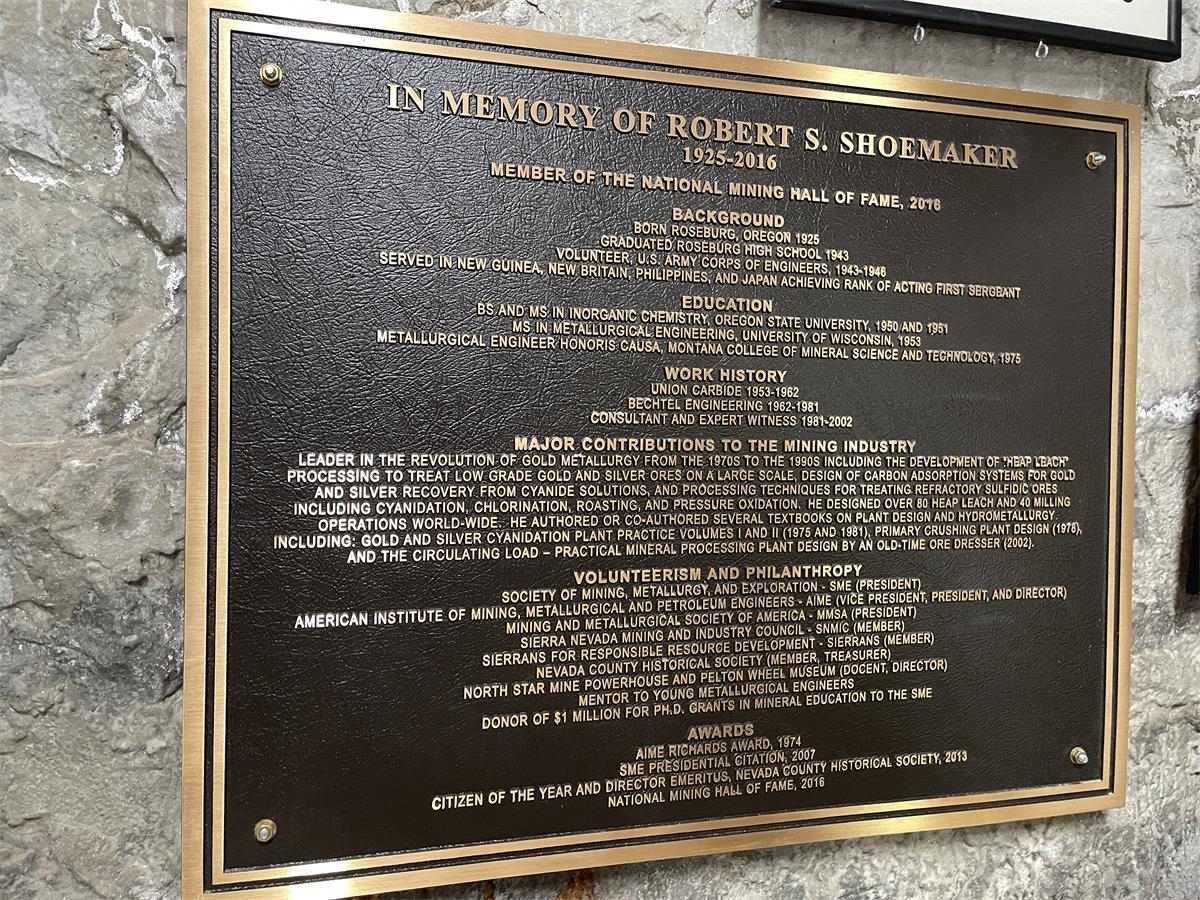 IN MEMORY OF ROBERT S. SHOEMAKER
1925-2016
MEMBER OF THE NATIONAL MINING HALL OF FAME, 2016
BACKGROUND
BORN ROSEBURG, OREGON 1925
GRADUATED ROSEBURG HIGH SCHOOL 1943
VOLUNTEER, U.S. ARMY CORPS OF ENGINEERS, 1943-1946
SERVED IN NEW GUINEA, NEW BRITAIN, PHILIPPINES, AND JAPAN ACHIEVING RANK OF ACTING FIRST SERGEANT
EDUCATION
BS AND MS IN INORGANIC CHEMISTRY, OREGON STATE UNIVERSITY, 1950 AND 1951
MS IN METALLURGICAL ENGINEERING, UNIVERSITY OF WISCONSIN, 1953
METALLURGICAL ENGINEER HONORIS CAUSA, MONTANA COLLEGE OF MINERAL SCIENCE AND TECHNOLOGY, 1975
WORK HISTORY
UNION CARBIDE 1953-1962
BECHTEL ENGINEERING 1962-1981
CONSULTANT AND EXPERT WITNESS 1981-2002
MAJOR CONTRIBUTIONS TO THE MINING INDUSTRY
LEADER IN THE REVOLUTION OF GOLD METALLURGY FROM THE 1970S TO THE 1990S INCLUDING THE DEVELOPMENT OF "HEAP LEACH"
PROCESSING TO TREAT LOW GRADE GOLD AND SILVER ORES ON A LARGE SCALE, DESIGN OF CARBON ADSORPTION SYSTEMS FOR GOLD
AND SILVER RECOVERY FROM CYANIDE SOLUTIONS, AND PROCESSING TECHNIQUES FOR TREATING REFRACTORY SULFIDIC ORES
INCLUDING CYANIDATION, CHLORINATION, ROASTING, AND PRESSURE OXIDATION. HE DESIGNED OVER 80 HEAP LEACH AND 40 MILLING
OPERATIONS WORLD-WIDE. HE AUTHORED OR CO-AUTHORED SEVERAL TEXTBOOKS ON PLANT DESIGN AND HYDROMETALLURGY
INCLUDING: GOLD AND SILVER CYANIDATION PLANT PRACTICE VOLUMES I AND II (1975 AND 1981), PRIMARY CRUSHING PLANT DESIGN (1978),
AND THE CIRCULATING LOAD – PRACTICAL MINERAL PROCESSING PLANT DESIGN BY AN OLD-TIME ORE DRESSER (2002).
VOLUNTEERISM AND PHILANTHROPY
SOCIETY OF MINING, METALLURGY, AND EXPLORATION - SME (PRESIDENT)
AMERICAN INSTITUTE OF MINING, METALLURGICAL AND PETROLEUM ENGINEERS - AIME (VICE PRESIDENT, PRESIDENT, AND DIRECTOR)
MINING AND METALLURGICAL SOCIETY OF AMERICA - MMSA (PRESIDENT)
SIERRA NEVADA MINING AND INDUSTRY COUNCIL - SNMIC (MEMBER)
SIERRANS FOR RESPONSIBLE RESOURCE DEVELOPMENT - SIERRANS (MEMBER)
NEVADA COUNTY HISTORICAL SOCIETY (MEMBER, TREASURER)
NORTH STAR MINE POWERHOUSE AND PELTON WHEEL MUSEUM (DOCENT, DIRECTOR)
MENTOR TO YOUNG METALLURGICAL ENGINEERS
DONOR OF $1 MILLION FOR PH.D. GRANTS IN MINERAL EDUCATION TO THE SME
AWARDS
AIME RICHARDS AWARD, 1974
SME PRESIDENTIAL CITATION, 2007
CITIZEN OF THE YEAR AND DIRECTOR EMERITUS, NEVADA COUNTY HISTORICAL SOCIETY, 2013
NATIONAL MINING HALL OF FAME, 2016